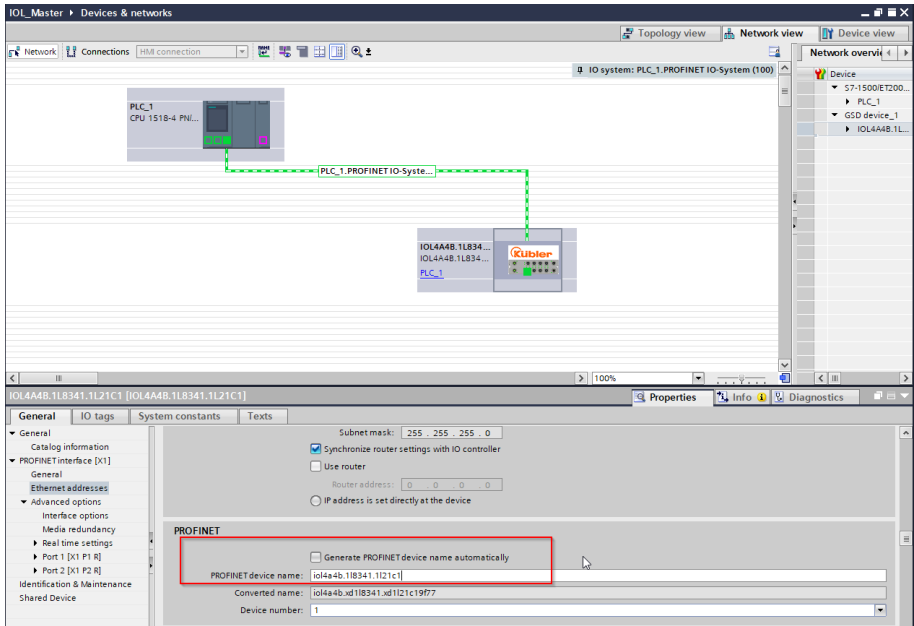 IOL_Master ▸ Devices & networks
Topology view
Network view
Device view
Network
Connections
HMI connection
Network overvie
IO system: PLC_1.PROFINET IO-System (100)
Device
S7-1500/ET200...
PLC_1
GSD device_1
IOL4A4B.1L...
PLC_1
CPU 1518-4 PN/...
PLC_1.PROFINET IO-Syste...
IOL4A4B.1L834...
IOL4A4B.1L834...
PLC_1
Kübler
100%
IOL4A4B.1L8341.1L21C1 [IOL4A4B.1L8341.1L21C1]
Properties
Info
Diagnostics
General
IO tags
System constants
Texts
General
Catalog information
PROFINET interface [X1]
General
Ethernet addresses
Advanced options
Interface options
Media redundancy
Real time settings
Port 1 [X1 P1 R]
Port 2 [X1 P2 R]
Identification & Maintenance
Shared Device
Subnet mask: 255 . 255 . 255 . 0
Synchronize router settings with IO controller
Use router
Router address: 0 . 0 . 0 . 0
IP address is set directly at the device
PROFINET
Generate PROFINET device name automatically
PROFINET device name: iol4a4b.1l8341.1l21c1
Converted name: iol4a4b.xd1l8341.xd1l21c19f77
Device number: 1